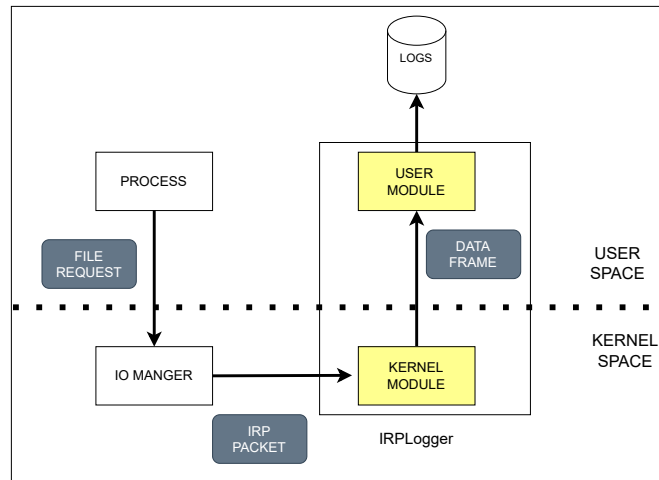 LOGS
PROCESS
USER
MODULE
FILE
REQUEST
DATA
FRAME
USER
SPACE
KERNEL
SPACE
IO MANGER
KERNEL
MODULE
IRP
PACKET
IRPLogger